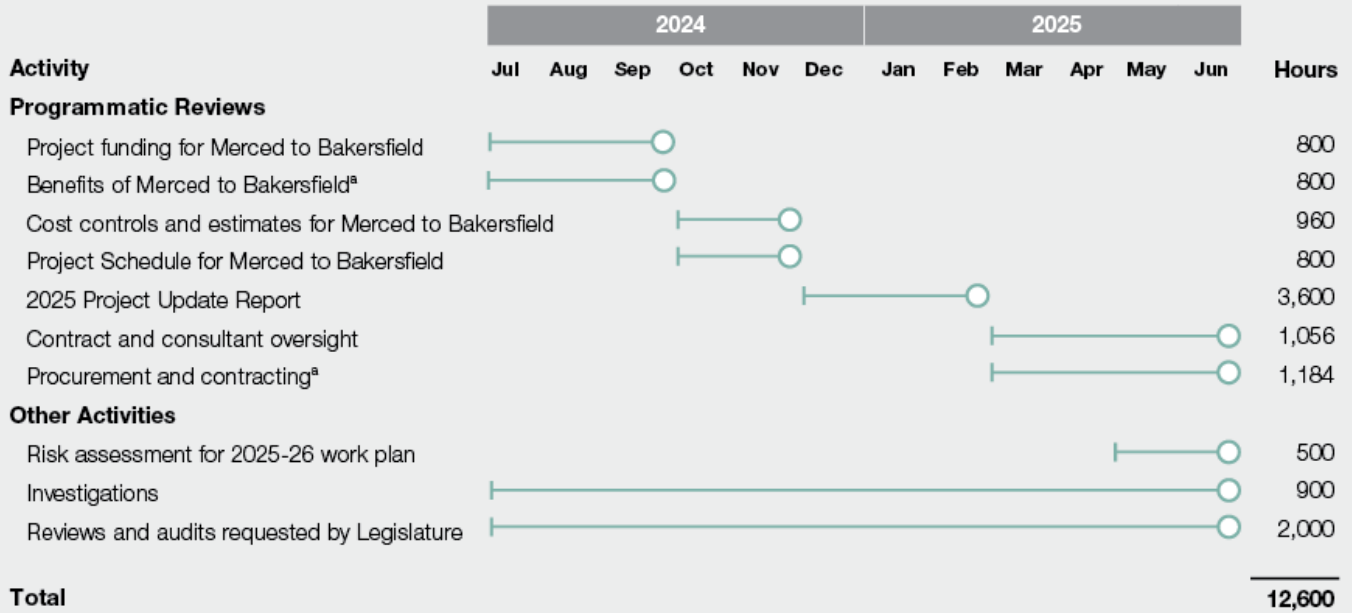 2024 2025
Activity Jul Aug Sep Oct Nov Dec Jan Feb Mar Apr May Jun Hours
Programmatic Reviews
Project funding for Merced to Bakersfield 800
Benefits of Merced to Bakersfieldª 800
Cost controls and estimates for Merced to Bakersfield 960
Project Schedule for Merced to Bakersfield 800
2025 Project Update Report 3,600
Contract and consultant oversight 1,056
Procurement and contractingª 1,184
Other Activities
Risk assessment for 2025-26 work plan 500
Investigations 900
Reviews and audits requested by Legislature 2,000
Total 12,600